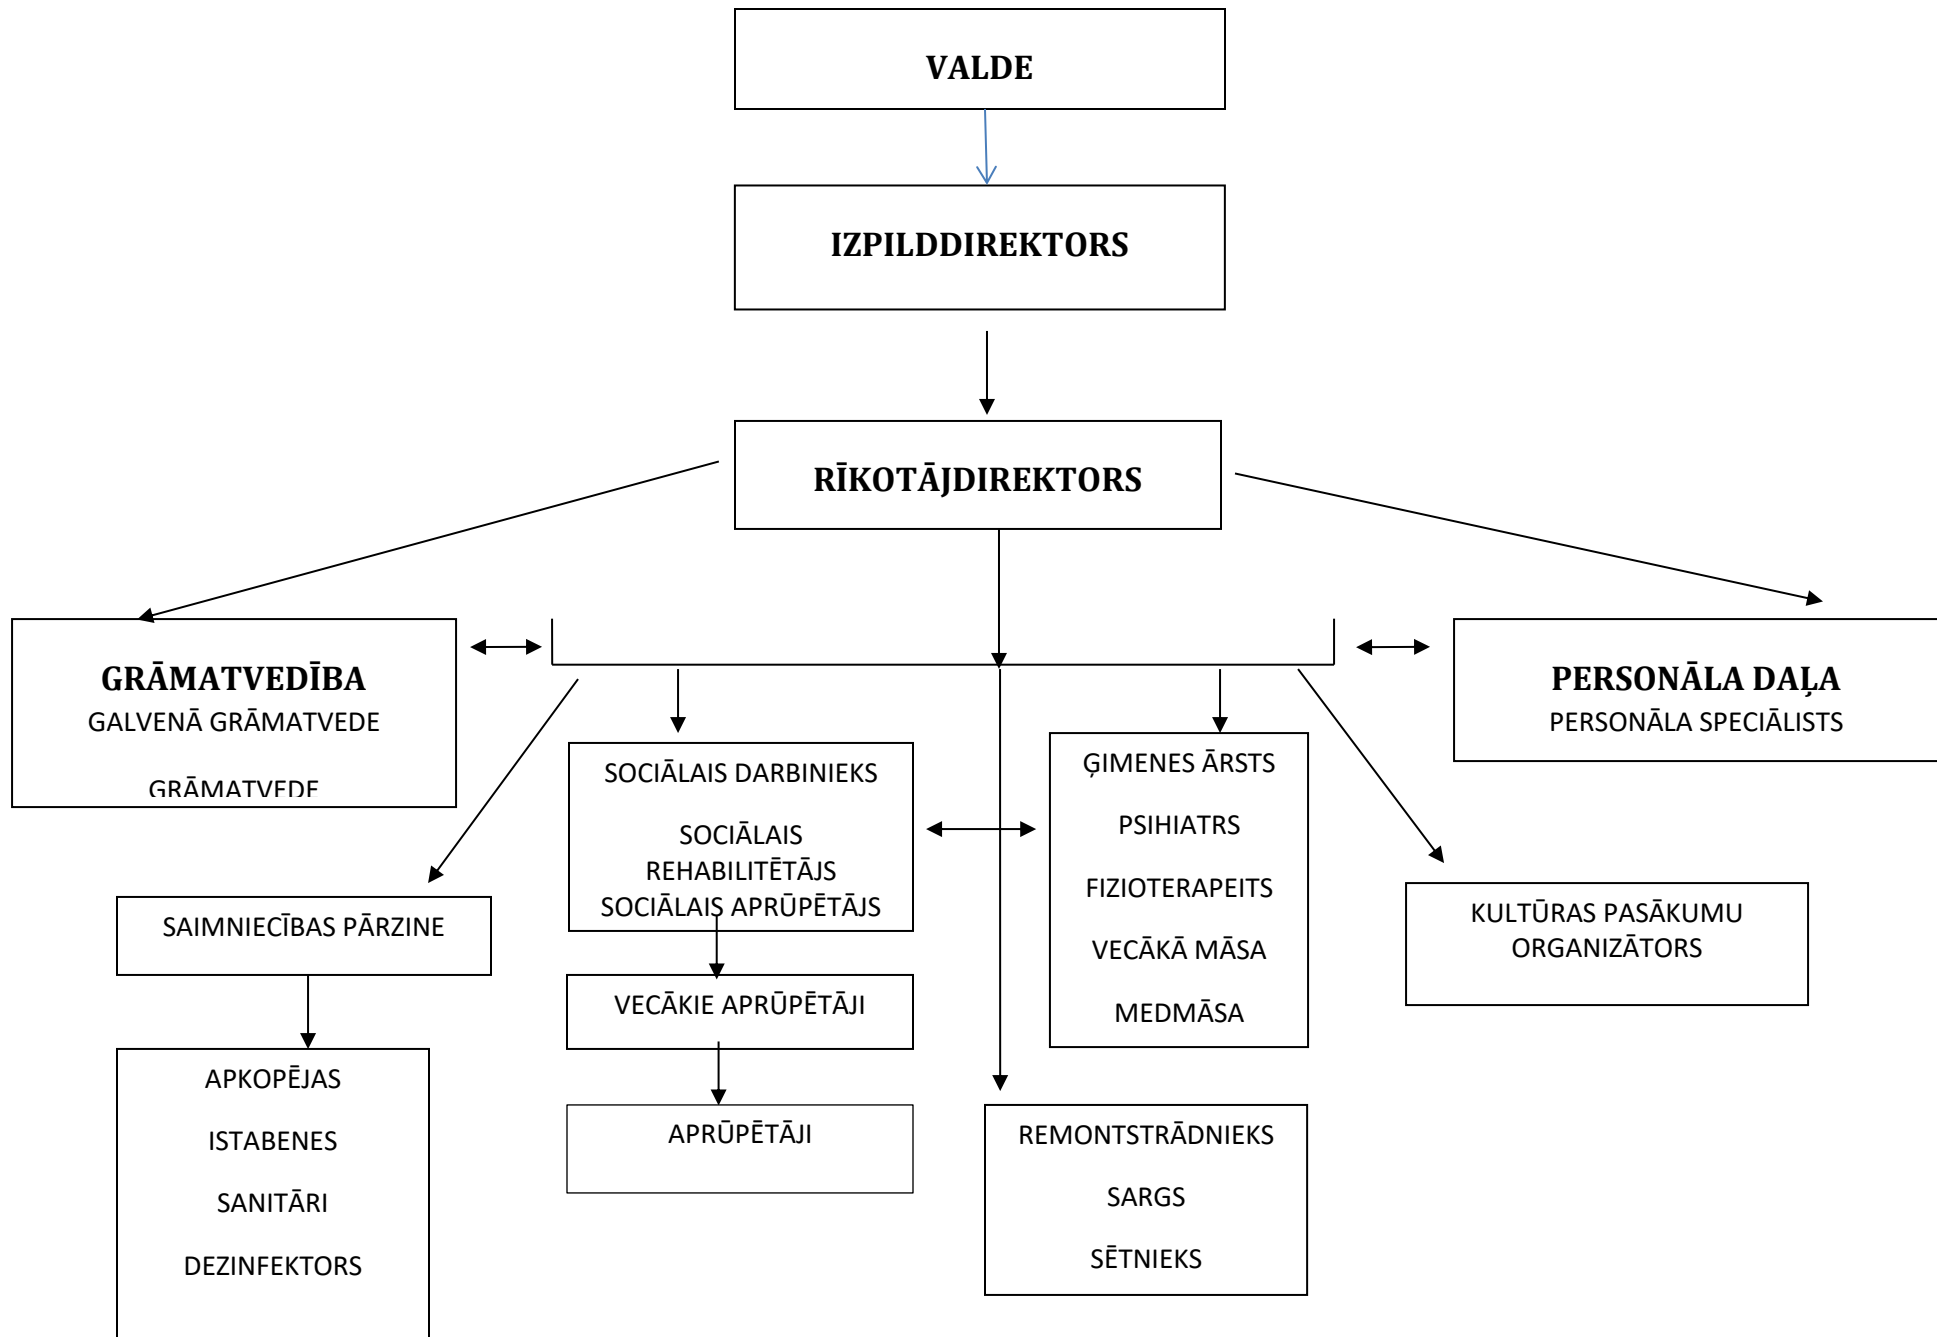 VALDE
IZPILDDIREKTORS
RĪKOTĀJDIREKTORS
GRĀMATVEDĪBA
GALVENĀ GRĀMATVEDE
GRĀMATVEDE
PERSONĀLA DAĻA
PERSONĀLA SPECIĀLISTS
SOCIĀLAIS DARBINIEKS
SOCIĀLAIS
REHABILITĒTĀJS
SOCIĀLAIS APRŪPĒTĀJS
ĢIMENES ĀRSTS
PSIHIATRS
FIZIOTERAPEITS
VECĀKĀ MĀSA
MEDMĀSA
SAIMNIECĪBAS PĀRZINE
KULTŪRAS PASĀKUMU
ORGANIZĀTORS
VECĀKIE APRŪPĒTĀJI
APKOPĒJAS
ISTABENES
SANITĀRI
DEZINFEKTORS
APRŪPĒTĀJI
REMONTSTRĀDNIEKS
SARGS
SĒTNIEKS